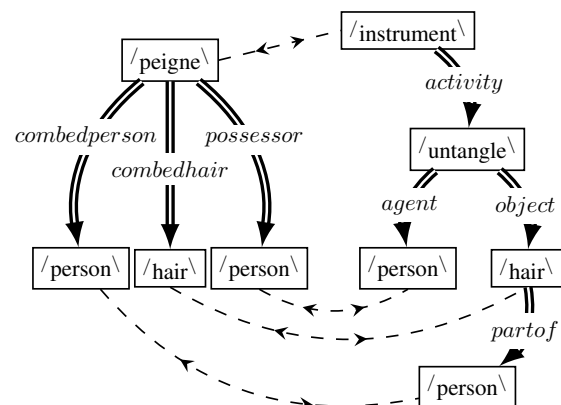 /instrument\
/peigne\
activity
combedperson possessor
/untangle\
combedhair
agent object
/person\ /hair\ /person\ /person\ /hair\
partof
/person\